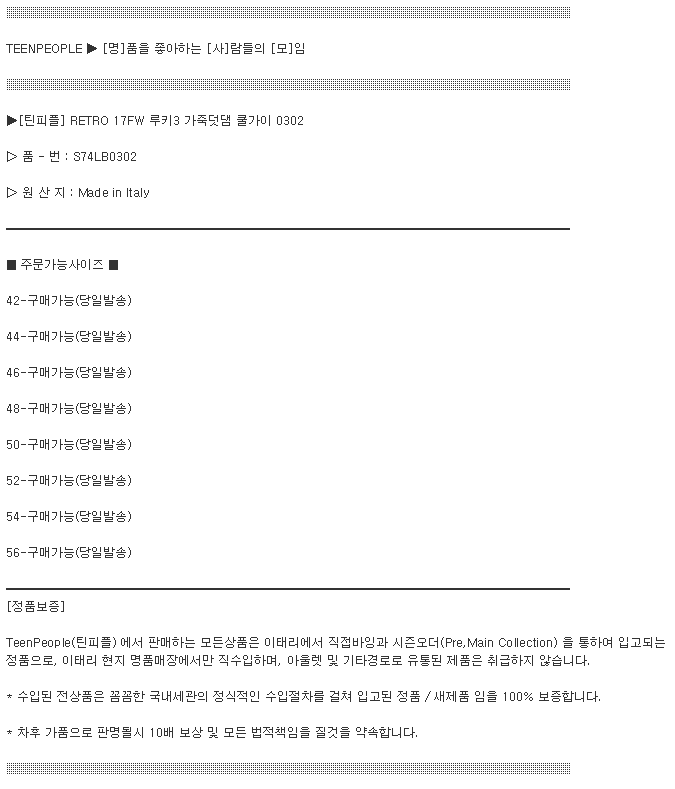 TEENPEOPLE ▶ [명]품을 좋아하는 [사]람들의 [모]임
▶[틴피플] RETRO 17FW 루키3 가죽덧댐 쿨가이 0302
▷ 품 - 번 : S74LB0302
▷ 원 산 지 : Made in Italy
■ 주문가능사이즈 ■
42-구매가능(당일발송)
44-구매가능(당일발송)
46-구매가능(당일발송)
48-구매가능(당일발송)
50-구매가능(당일발송)
52-구매가능(당일발송)
54-구매가능(당일발송)
56-구매가능(당일발송)
[정품보증]
TeenPeople(틴피플) 에서 판매하는 모든상품은 이태리에서 직접바잉과 시즌오더(Pre,Main Collection) 을 통하여 입고되는
정품으로, 이태리 현지 명품매장에서만 직수입하며, 아울렛 및 기타경로로 유통된 제품은 취급하지 않습니다.
* 수입된 전상품은 꼼꼼한 국내세관의 정식적인 수입절차를 걸쳐 입고된 정품 / 새제품 임을 100% 보증합니다.
* 차후 가품으로 판명될시 10배 보상 및 모든 법적책임을 질것을 약속합니다.